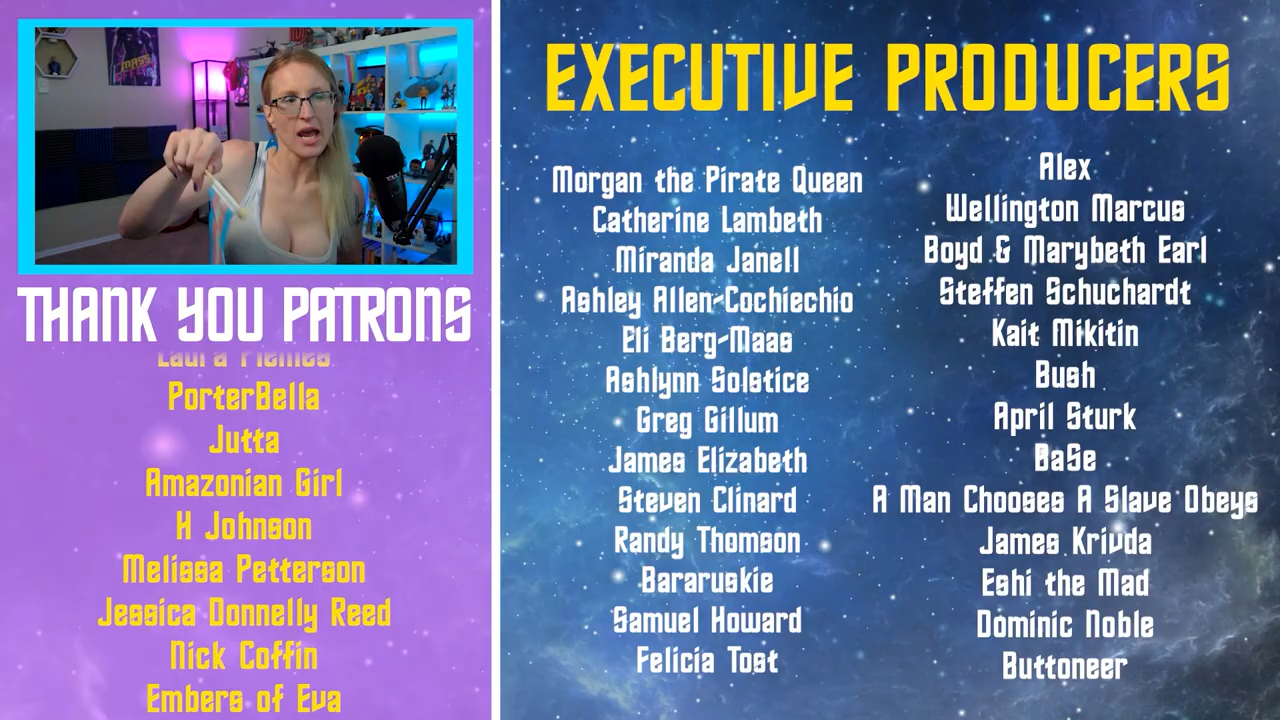 MASS
EFFECT
THANK YOU PATRONS
PorterBella
Jutta
Amazonian Girl
H Johnson
Melissa Petterson
Jessica Donnelly Reed
Nick Coffin
Embers of Eva
EXECUTIVE PRODUCERS
Morgan the Pirate Queen
Catherine Lambeth
Miranda Janell
Ashley Allen-Cochiechio
Eli Berg-Maas
Ashlynn Solstice
Greg Gillum
James Elizabeth
Steven Clinard
Randy Thomson
Bararuskie
Samuel Howard
Felicia Tost
Alex
Wellington Marcus
Boyd & Marybeth Earl
Steffen Schuchardt
Kait Mikitin
Bush
April Sturk
BaSe
A Man Chooses A Slave Obeys
James Krivda
Eshi the Mad
Dominic Noble
Buttoneer